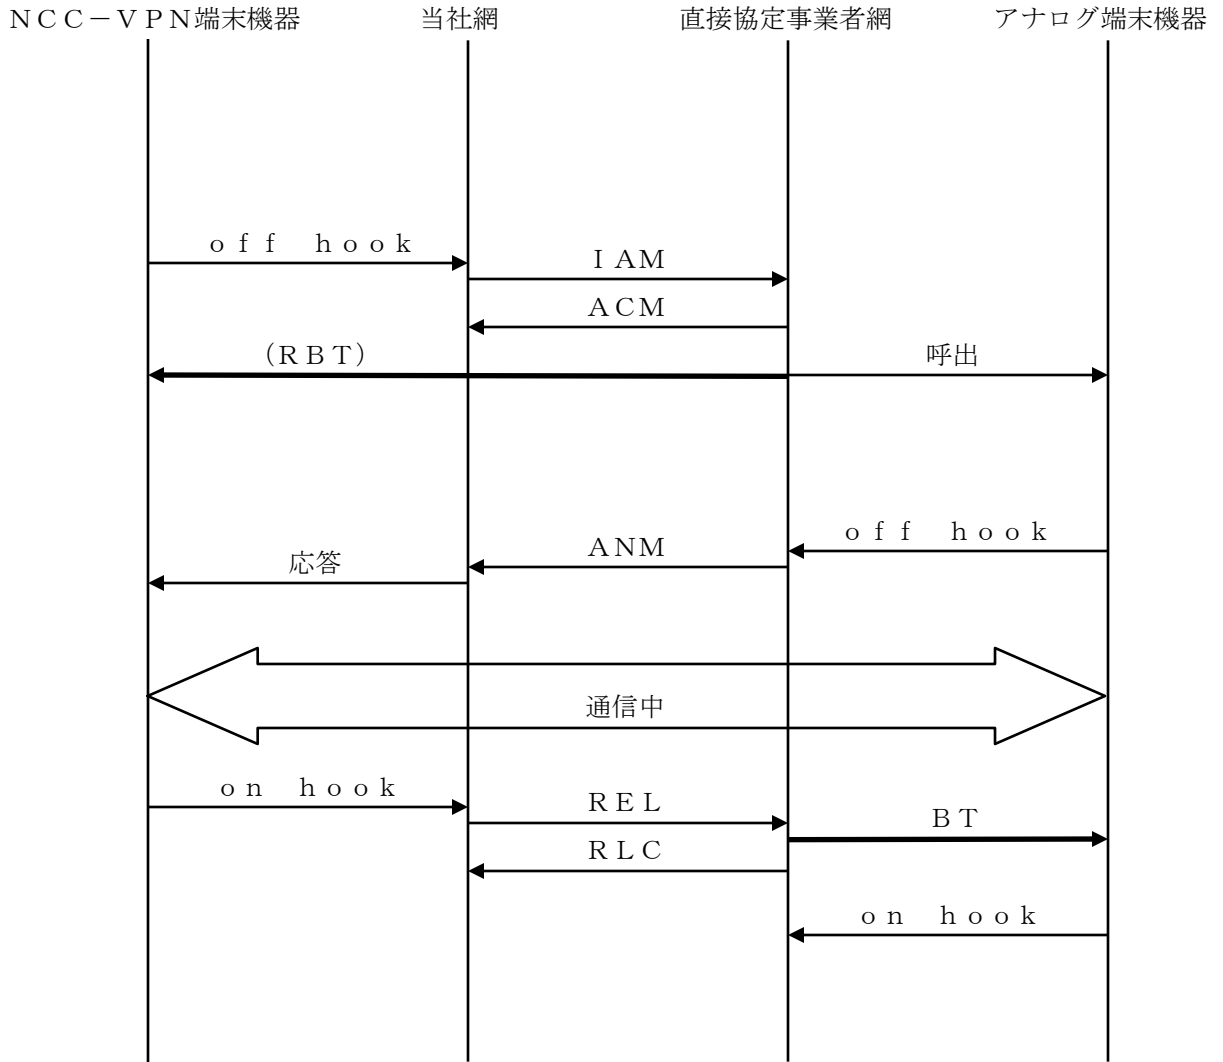 ＮＣＣ－ＶＰＮ端末機器
当社網
直接協定事業者網
アナログ端末機器
ｏｆｆ　ｈｏｏｋ
ＩＡＭ
ＡＣＭ
（ＲＢＴ）
呼出
ｏｆｆ　ｈｏｏｋ
ＡＮＭ
応答
通信中
ｏｎ　ｈｏｏｋ
ＲＥＬ
ＢＴ
ＲＬＣ
ｏｎ　ｈｏｏｋ